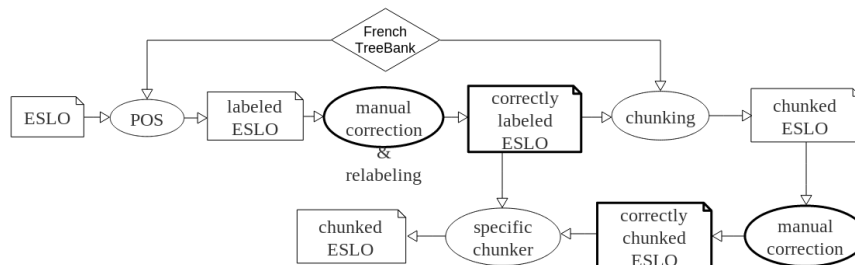 French
TreeBank
ESLO
POS
labeled
ESLO
manual
correction
&
relabeling
correctly
labeled
ESLO
chunking
chunked
ESLO
chunked
ESLO
specific
chunker
correctly
chunked
ESLO
manual
correction